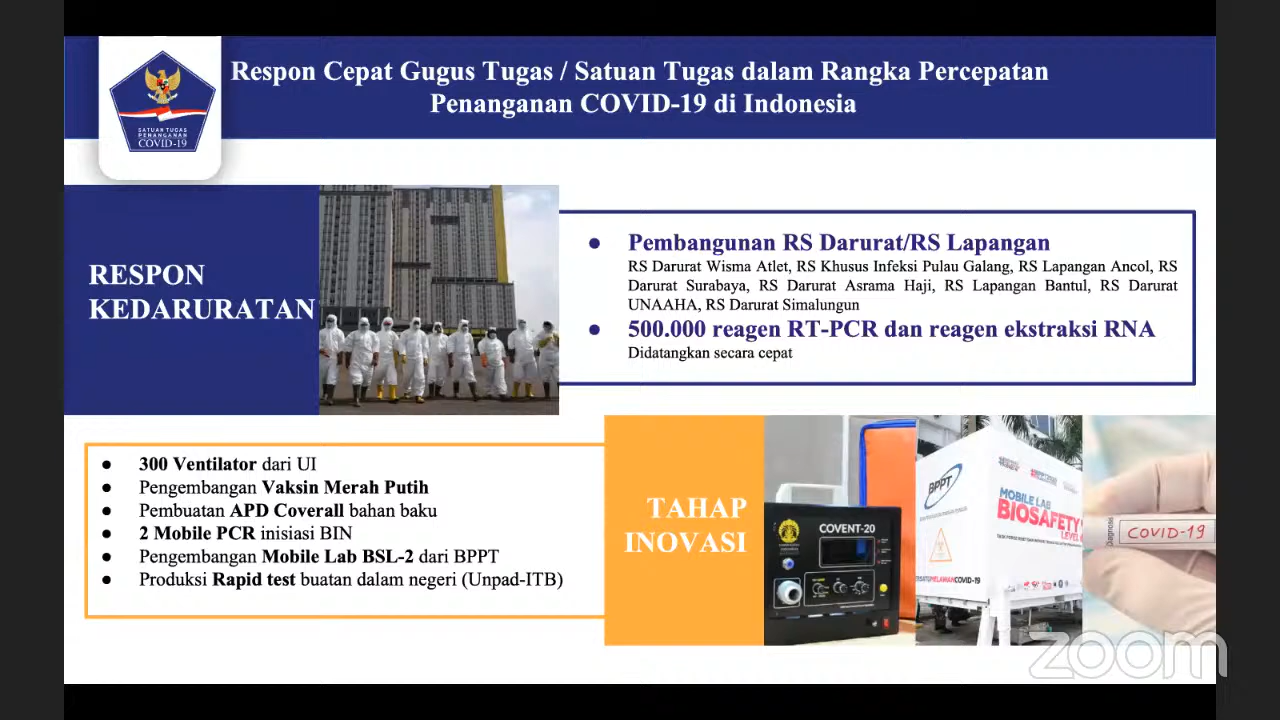 Respon Cepat Gugus Tugas / Satuan Tugas dalam Rangka Percepatan
Penanganan COVID-19 di Indonesia
SATUAN TUGAS
PENANGANAN
COVID-19
RESPON
KEDARURATAN
● Pembangunan RS Darurat/RS Lapangan
RS Darurat Wisma Atlet, RS Khusus Infeksi Pulau Galang, RS Lapangan Ancol, RS
Darurat Surabaya, RS Darurat Asrama Haji, RS Lapangan Bantul, RS Darurat
UNAAHA, RS Darurat Simalungun
● 500.000 reagen RT-PCR dan reagen ekstraksi RNA
Didatangkan secara cepat
● 300 Ventilator dari UI
● Pengembangan Vaksin Merah Putih
● Pembuatan APD Coverall bahan baku
● 2 Mobile PCR inisiasi BIN
● Pengembangan Mobile Lab BSL-2 dari BPPT
● Produksi Rapid test buatan dalam negeri (Unpad-ITB)
TAHAP
INOVASI
COVENT-20
BPPT
MOBILE LAB
BIOSAFETY
LEVEL
MELAWANCOVID-19
Diagnosis
COVID-19
zoom